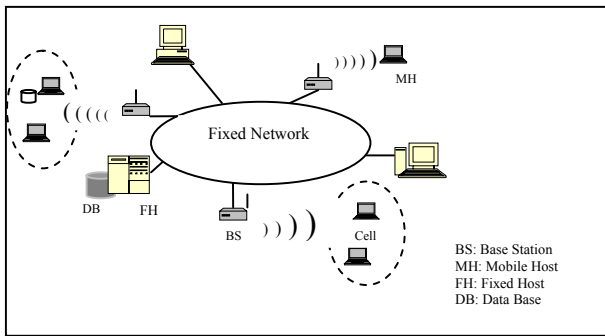 MH
Fixed Network
DB
FH
BS
Cell
BS: Base Station
MH: Mobile Host
FH: Fixed Host
DB: Data Base